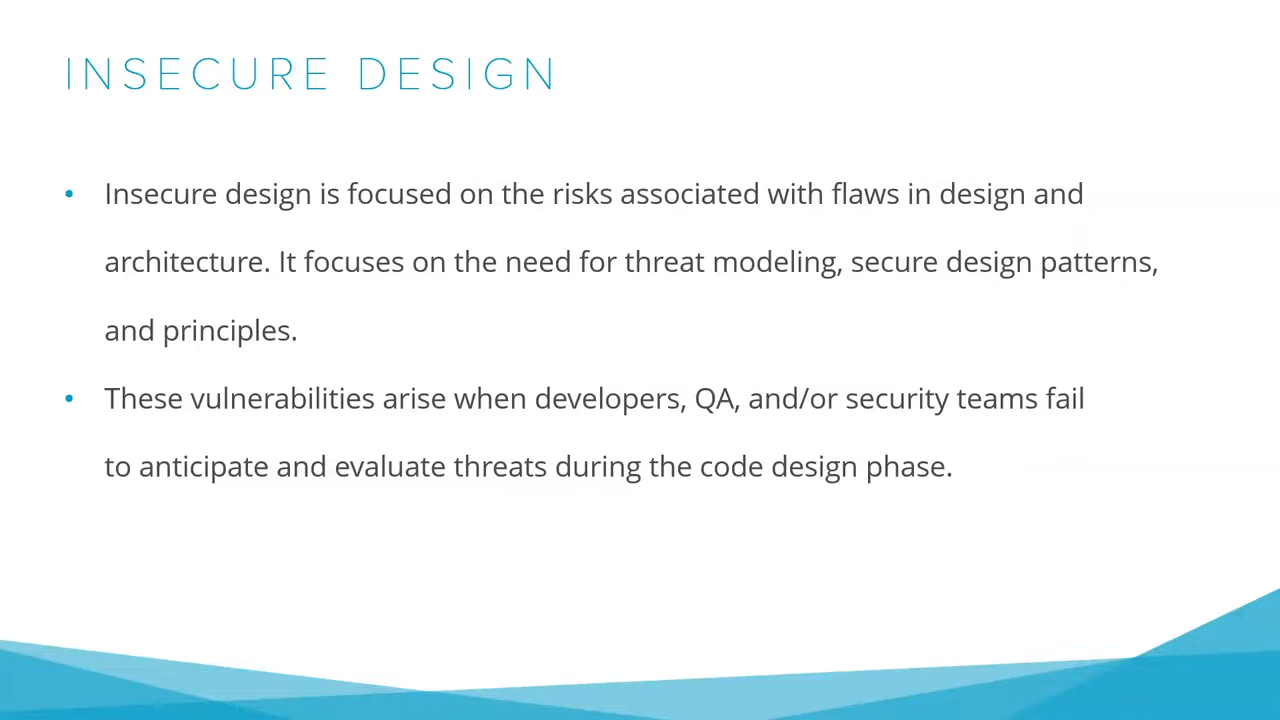 INSECURE DESIGN
• Insecure design is focused on the risks associated with flaws in design and
architecture. It focuses on the need for threat modeling, secure design patterns,
and principles.
• These vulnerabilities arise when developers, QA, and/or security teams fail
to anticipate and evaluate threats during the code design phase.